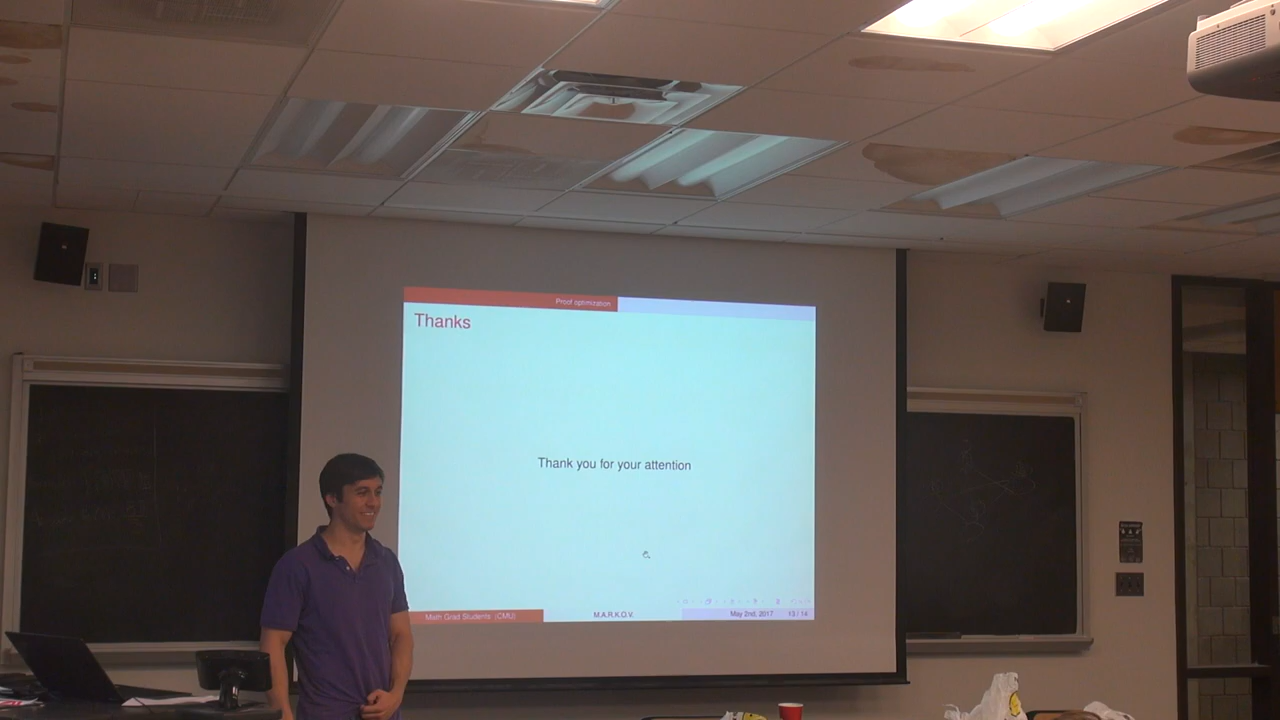 Proof optimization
Thanks
Thank you for your attention
Math Grad Students (CMU)
M.A.R.K.O.V.
May 2nd, 2017
13 / 14